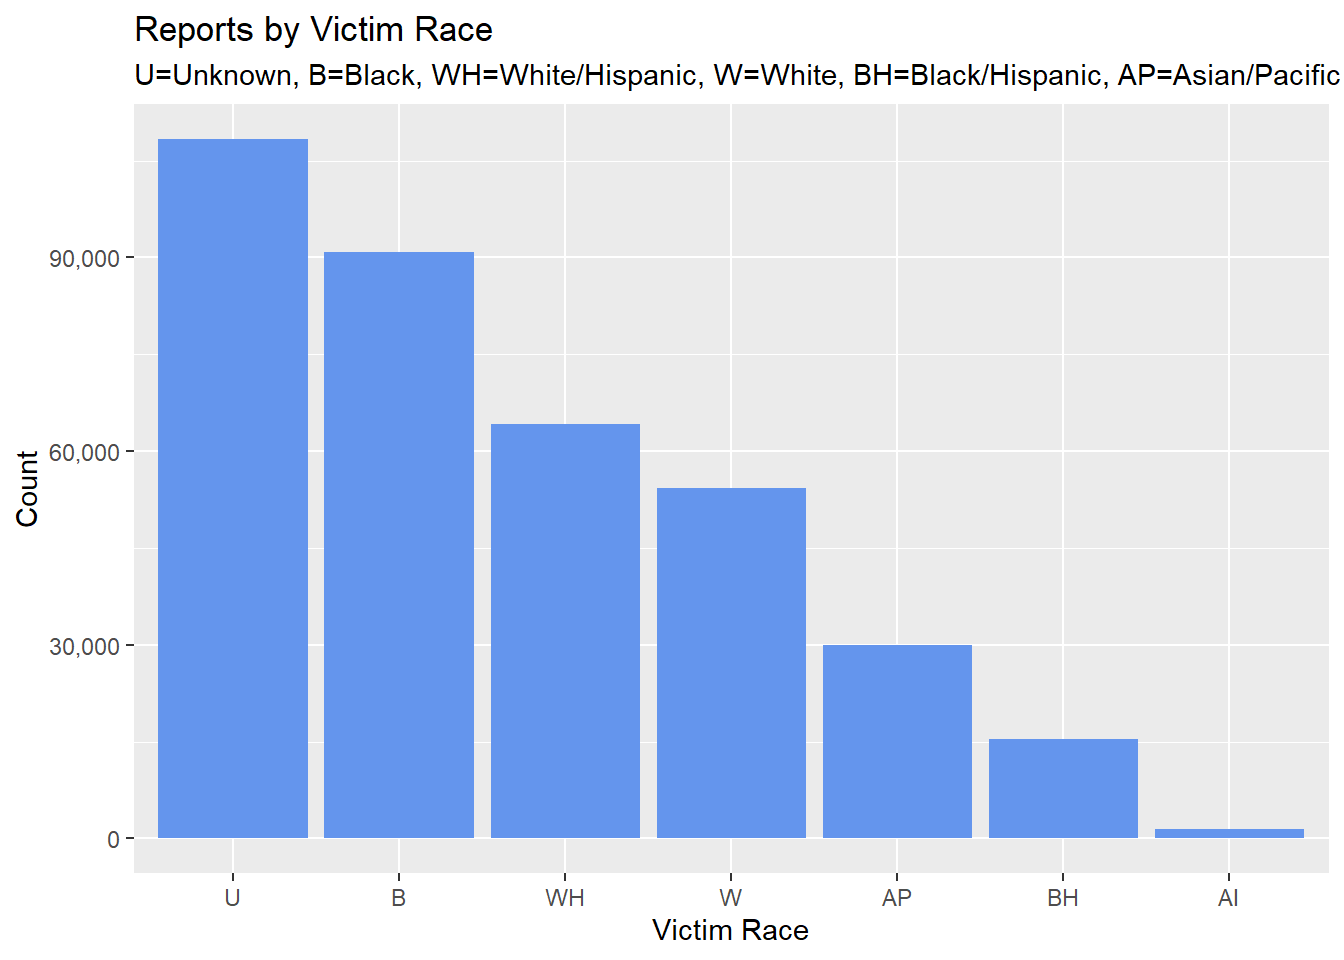 Reports by Victim Race
U=Unknown, B=Black, WH=White/Hispanic, W=White, BH=Black/Hispanic, AP=Asian/Pacific
Count
90,000
60,000
30,000
0
U B WH W AP BH AI
Victim Race